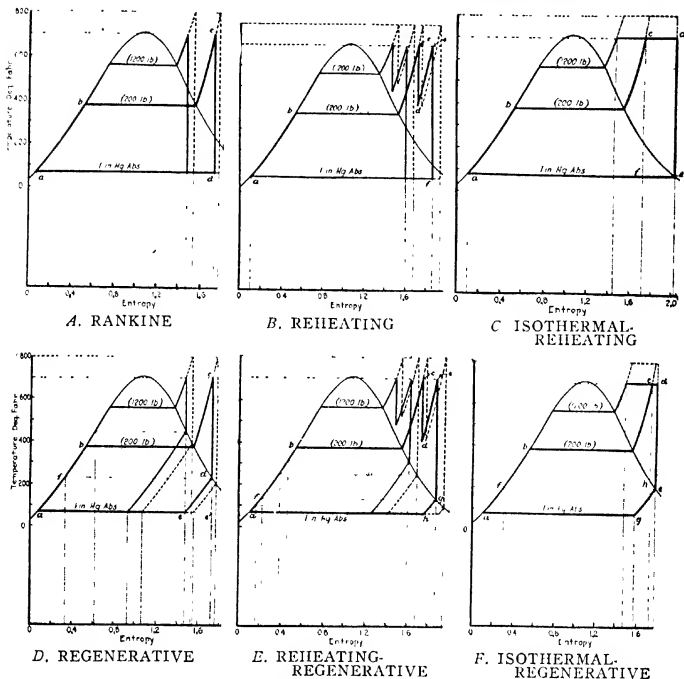 800
(1200 lb)
c
b
(200 lb)
400
200
1 in Hg Abs
a
d
0
0 0.4 0.8 1.2 1.6
Entropy
A. RANKINE
b
(200 lb)
d
1 in Hg Abs
a
f
0 0.4 0.8 1.2 1.6
Entropy
B. REHEATING
c
d
(1200 lb)
b
(200 lb)
1 in Hg Abs
a
f
e
0 0.4 0.8 1.2 1.6 2.0
Entropy
C ISOTHERMAL-
REHEATING
800
Temperature Deg. Fahr
600
(1200 lb)
b
400
(200 lb)
f
d
200
1 in Hg Abs
a
e
0
0 0.4 0.8 1.2 1.6
Entropy
D. REGENERATIVE
(1200 lb)
b
(200 lb)
d
a
1 in Hg Abs
h
0 0.4 0.8 1.2 1.6
Entropy
E. REHEATING-
REGENERATIVE
c
d
b
(200 lb)
f
h
e
a
g
0
0 0.4 0.8 1.2 1.6
Entropy
F. ISOTHERMAL-
REGENERATIVE